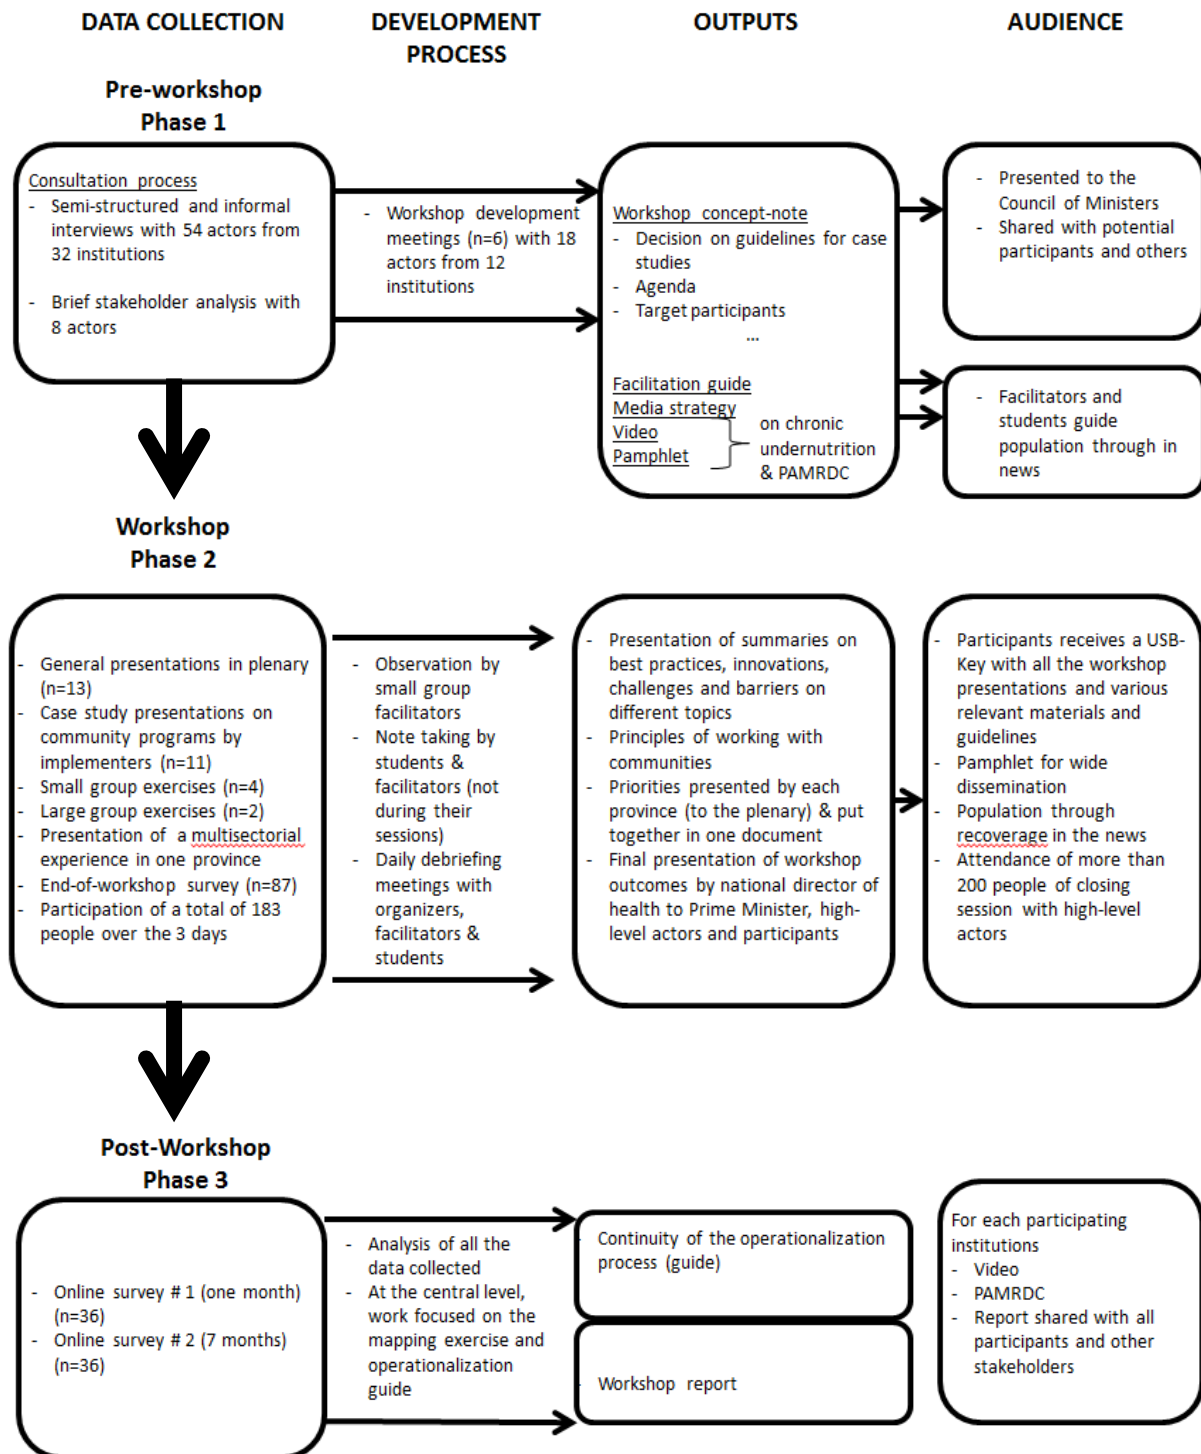 DATA COLLECTION
DEVELOPMENT
PROCESS
OUTPUTS
AUDIENCE
Pre-workshop
Phase 1
Consultation process
- Semi-structured and informal
interviews with 54 actors from
32 institutions
- Brief stakeholder analysis with
8 actors
- Workshop development
meetings (n=6) with 18
actors from 12
institutions
Workshop concept-note
- Decision on guidelines for case
studies
- Agenda
- Target participants
...
Facilitation guide
Media strategy
Video
Pamphlet
on chronic
undernutrition
& PAMRDC
- Presented to the
Council of Ministers
- Shared with potential
participants and others
- Facilitators and
students guide
population through in
news
Workshop
Phase 2
- General presentations in plenary
(n=13)
- Case study presentations on
community programs by
implementers (n=11)
- Small group exercises (n=4)
- Large group exercises (n=2)
- Presentation of a multisectorial
experience in one province
- End-of-workshop survey (n=87)
- Participation of a total of 183
people over the 3 days
- Observation by
small group
facilitators
- Note taking by
students &
facilitators (not
during their
sessions)
- Daily debriefing
meetings with
organizers,
facilitators &
students
- Presentation of summaries on
best practices, innovations,
challenges and barriers on
different topics
- Principles of working with
communities
- Priorities presented by each
province (to the plenary) & put
together in one document
- Final presentation of workshop
outcomes by national director of
health to Prime Minister, high-
level actors and participants
- Participants receives a USB-
Key with all the workshop
presentations and various
relevant materials and
guidelines
- Pamphlet for wide
dissemination
- Population through
recoverage in the news
- Attendance of more than
200 people of closing
session with high-level
actors
Post-Workshop
Phase 3
- Online survey # 1 (one month)
(n=36)
- Online survey # 2 (7 months)
(n=36)
- Analysis of all the
data collected
- At the central level,
work focused on the
mapping exercise and
operationalization
guide
- Continuity of the operationalization
process (guide)
- Workshop report
For each participating
institutions
- Video
- PAMRDC
- Report shared with all
participants and other
stakeholders